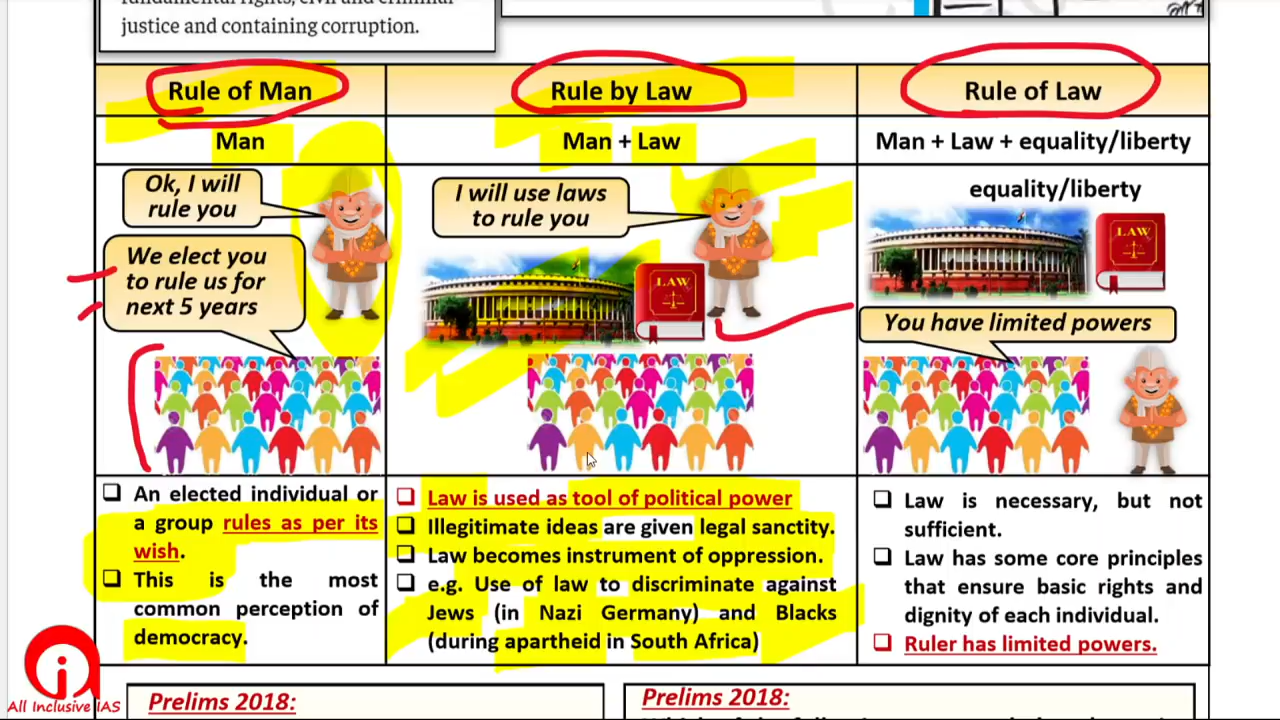 fundamental rights, civil and criminal
justice and containing corruption.
Rule of Man
Rule by Law
Rule of Law
Man
Man + Law
Man + Law + equality/liberty
Ok, I will
rule you
We elect you
to rule us for
next 5 years
I will use laws
to rule you
LAW
equality/liberty
LAW
You have limited powers
❑ An elected individual or
a group rules as per its
wish.
❑ This is the most
common perception of
democracy.
❑ Law is used as tool of political power
❑ Illegitimate ideas are given legal sanctity.
❑ Law becomes instrument of oppression.
❑ e.g. Use of law to discriminate against
Jews (in Nazi Germany) and Blacks
(during apartheid in South Africa)
❑ Law is necessary, but not
sufficient.
❑ Law has some core principles
that ensure basic rights and
dignity of each individual.
❑ Ruler has limited powers.
All Inclusive IAS
Prelims 2018:
Prelims 2018: